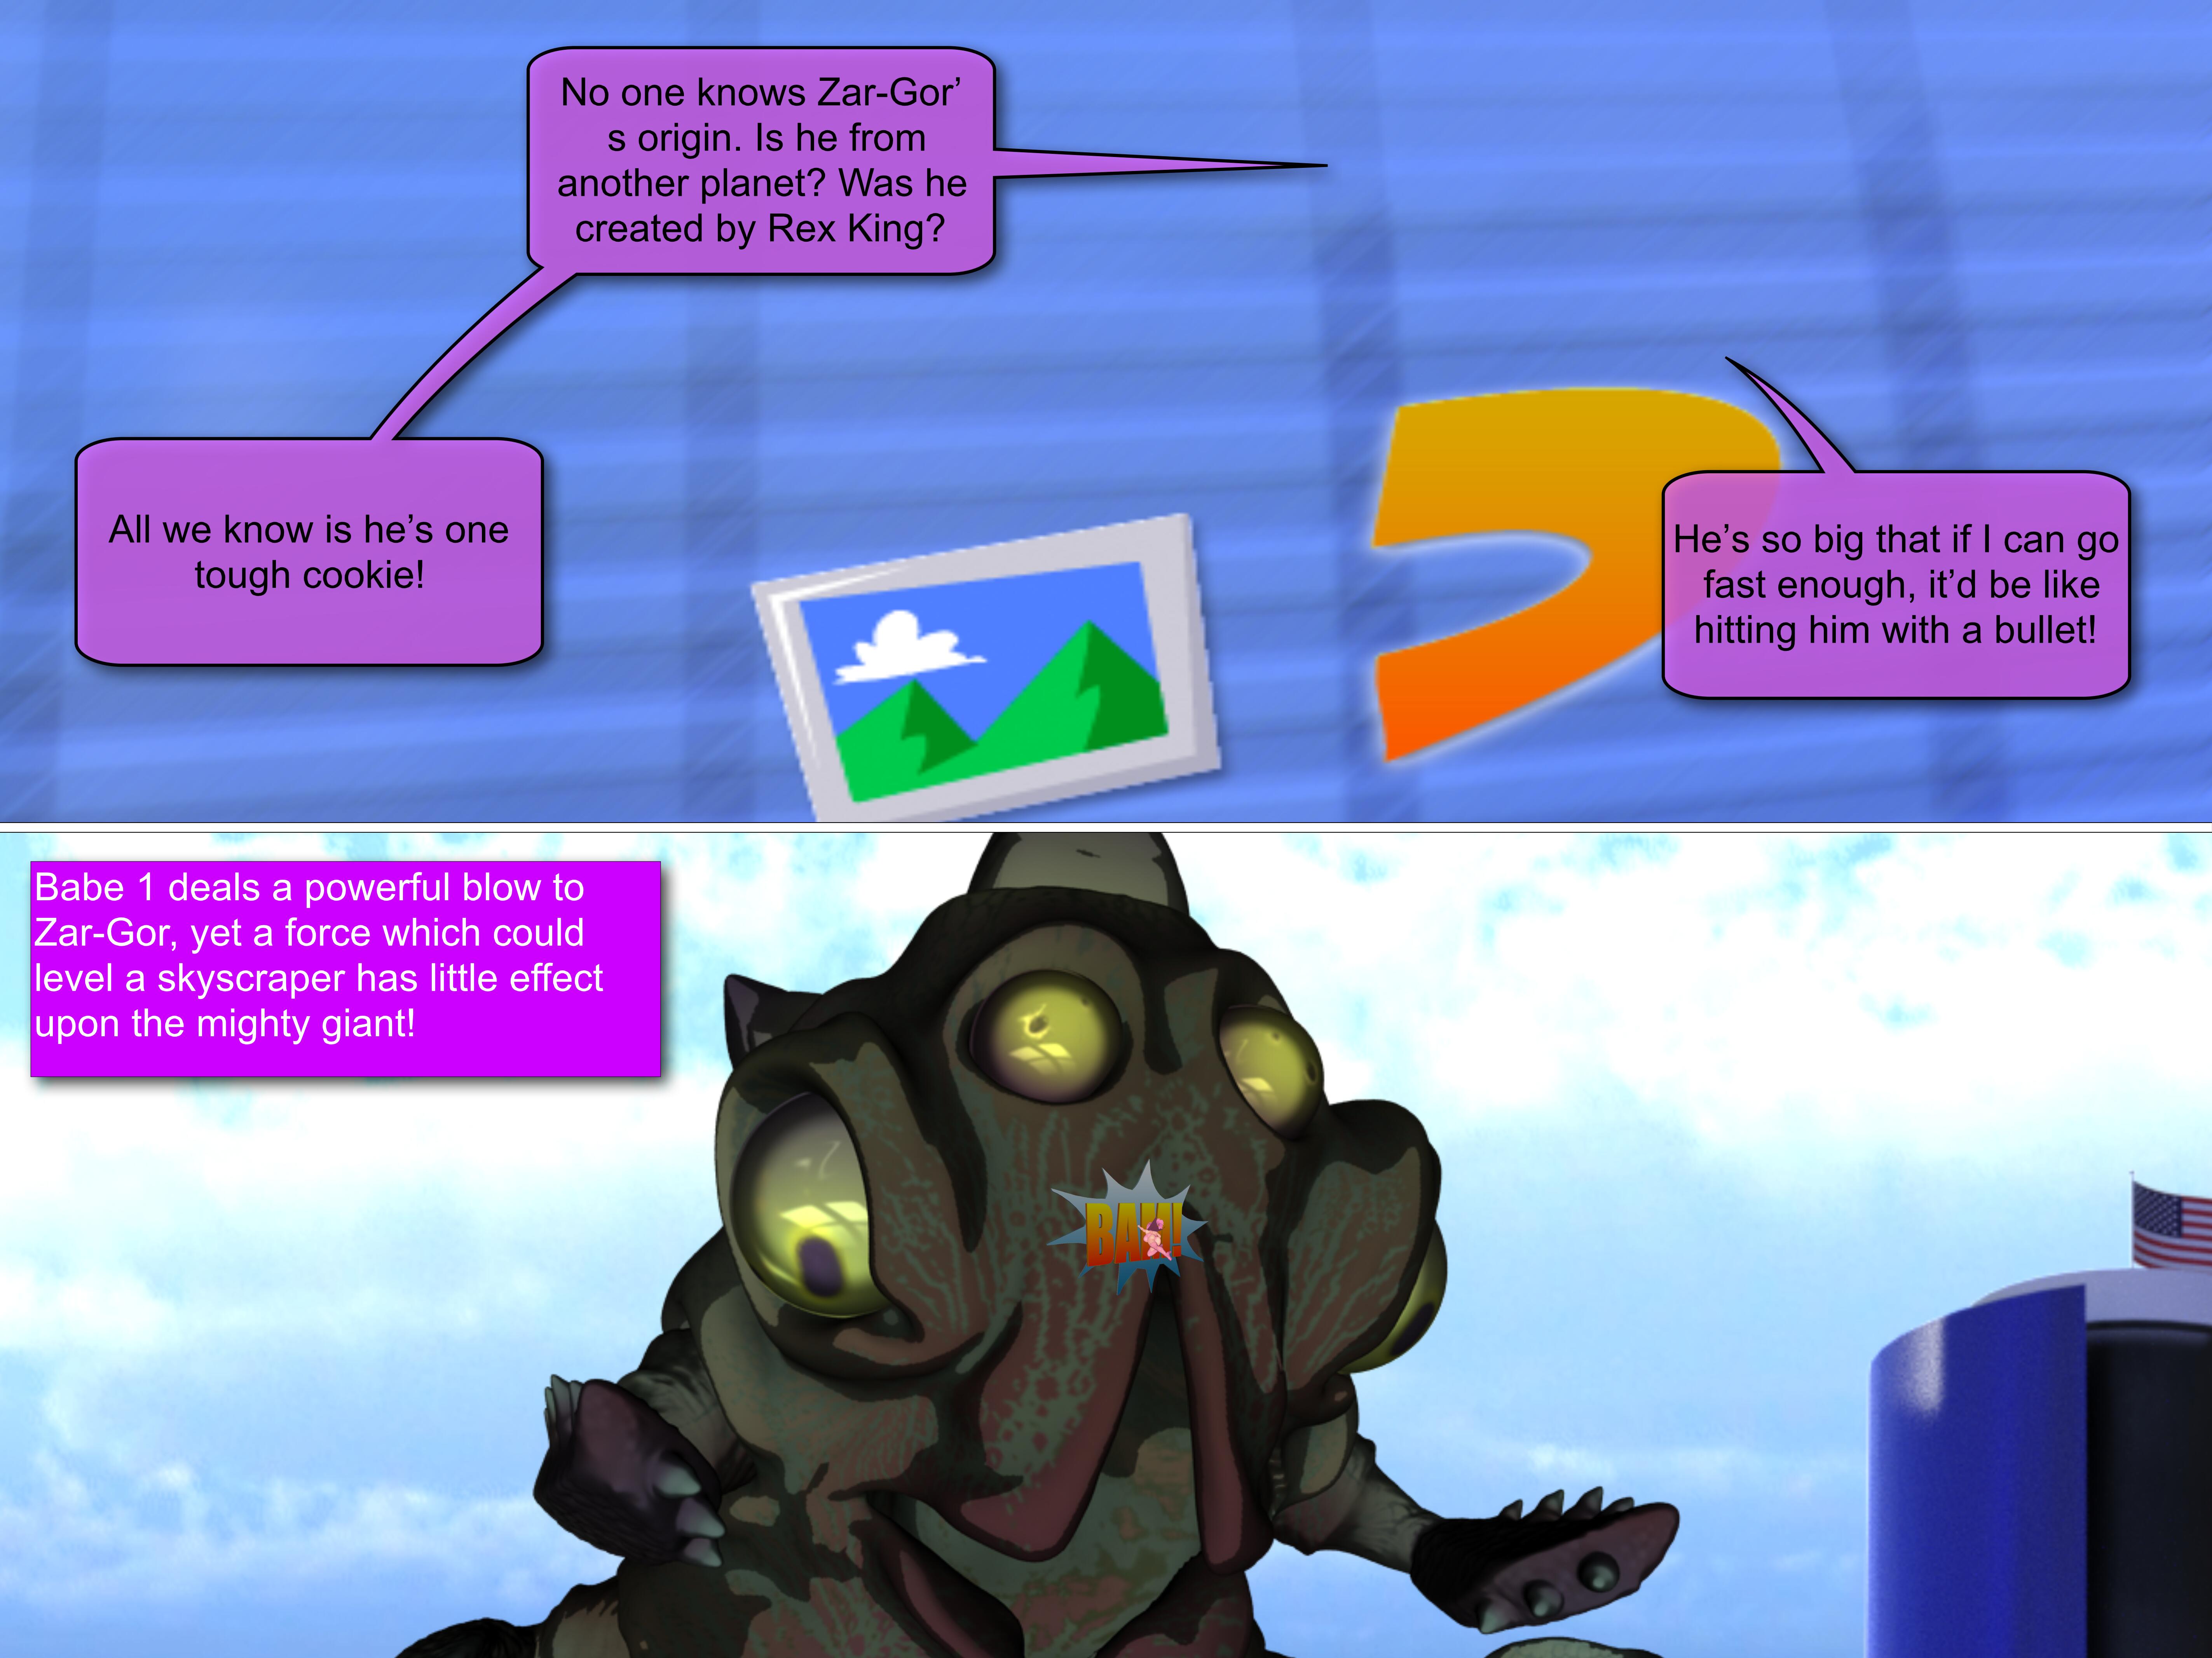 No one knows Zar-Gor’
s origin. Is he from
another planet? Was he
created by Rex King?
All we know is he’s one
tough cookie!
He’s so big that if I can go
fast enough, it’d be like
hitting him with a bullet!
Babe 1 deals a powerful blow to
Zar-Gor, yet a force which could
level a skyscraper has little effect
upon the mighty giant!
BAM!